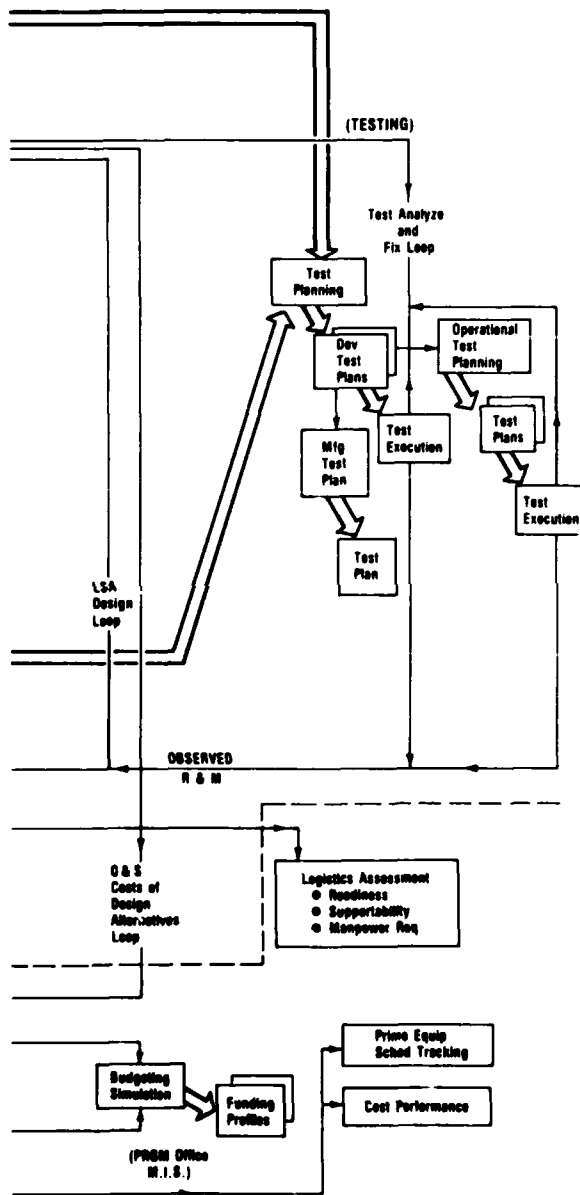 (TESTING)
Test Analyze
and
Fix Loop
Test
Planning
Dev
Test
Plans
Operational
Test
Planning
Mfg
Test
Plan
Test
Execution
Test
Plans
Test
Execution
Test
Plan
LSA
Design
Loop
OBSERVED
R & M
O & S
Costs of
Design
Alternatives
Loop
Logistics Assessment
● Readiness
● Supportability
● Manpower Req
Prime Equip
Sched Tracking
Budgeting
Simulation
Funding
Profiles
Cost Performance
(PRGM Office
M.I.S.)